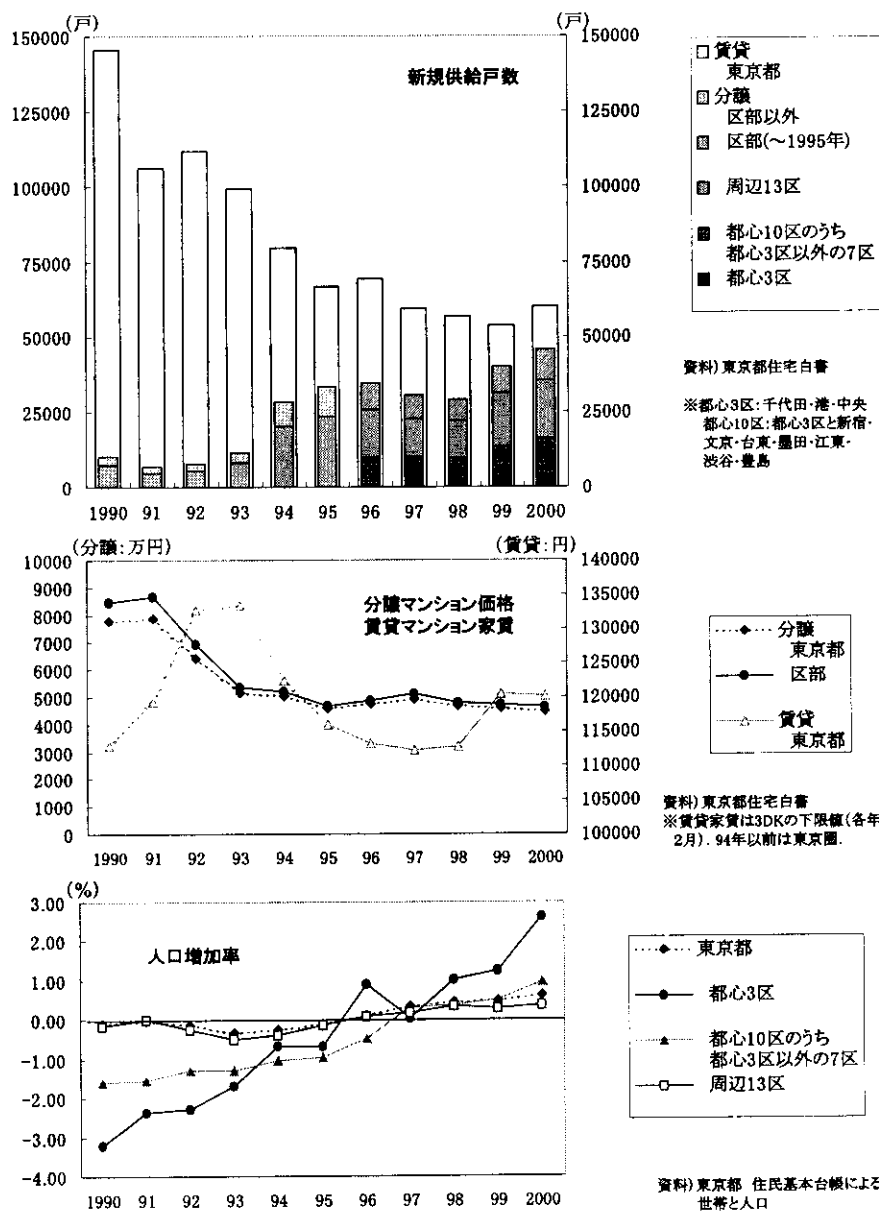 (戸)
(戸)
150000
125000
100000
75000
50000
25000
0
新規供給戸数
150000
125000
100000
75000
50000
25000
0
1990 91 92 93 94 95 96 97 98 99 2000
賃貸
東京都
分譲
区部以外
区部(~1995年)
周辺13区
都心10区のうち
都心3区以外の7区
都心3区
資料)東京都住宅白書
※都心3区:千代田・港・中央
都心10区:都心3区と新宿・
文京・台東・墨田・江東・
渋谷・豊島
(分譲:万円)
(賃貸:円)
10000
9000
8000
7000
6000
5000
4000
3000
2000
1000
0
分譲マンション価格
賃貸マンション家賃
140000
135000
130000
125000
120000
115000
110000
105000
100000
1990 91 92 93 94 95 96 97 98 99 2000
分譲
東京都
区部
賃貸
東京都
資料)東京都住宅白書
※賃貸家賃は3DKの下限値(各年
2月).94年以前は東京圏.
(%)
3.00
2.00
1.00
0.00
-1.00
-2.00
-3.00
-4.00
人口増加率
1990 91 92 93 94 95 96 97 98 99 2000
東京都
都心3区
都心10区のうち
都心3区以外の7区
周辺13区
資料)東京都 住民基本台帳による
世帯と人口